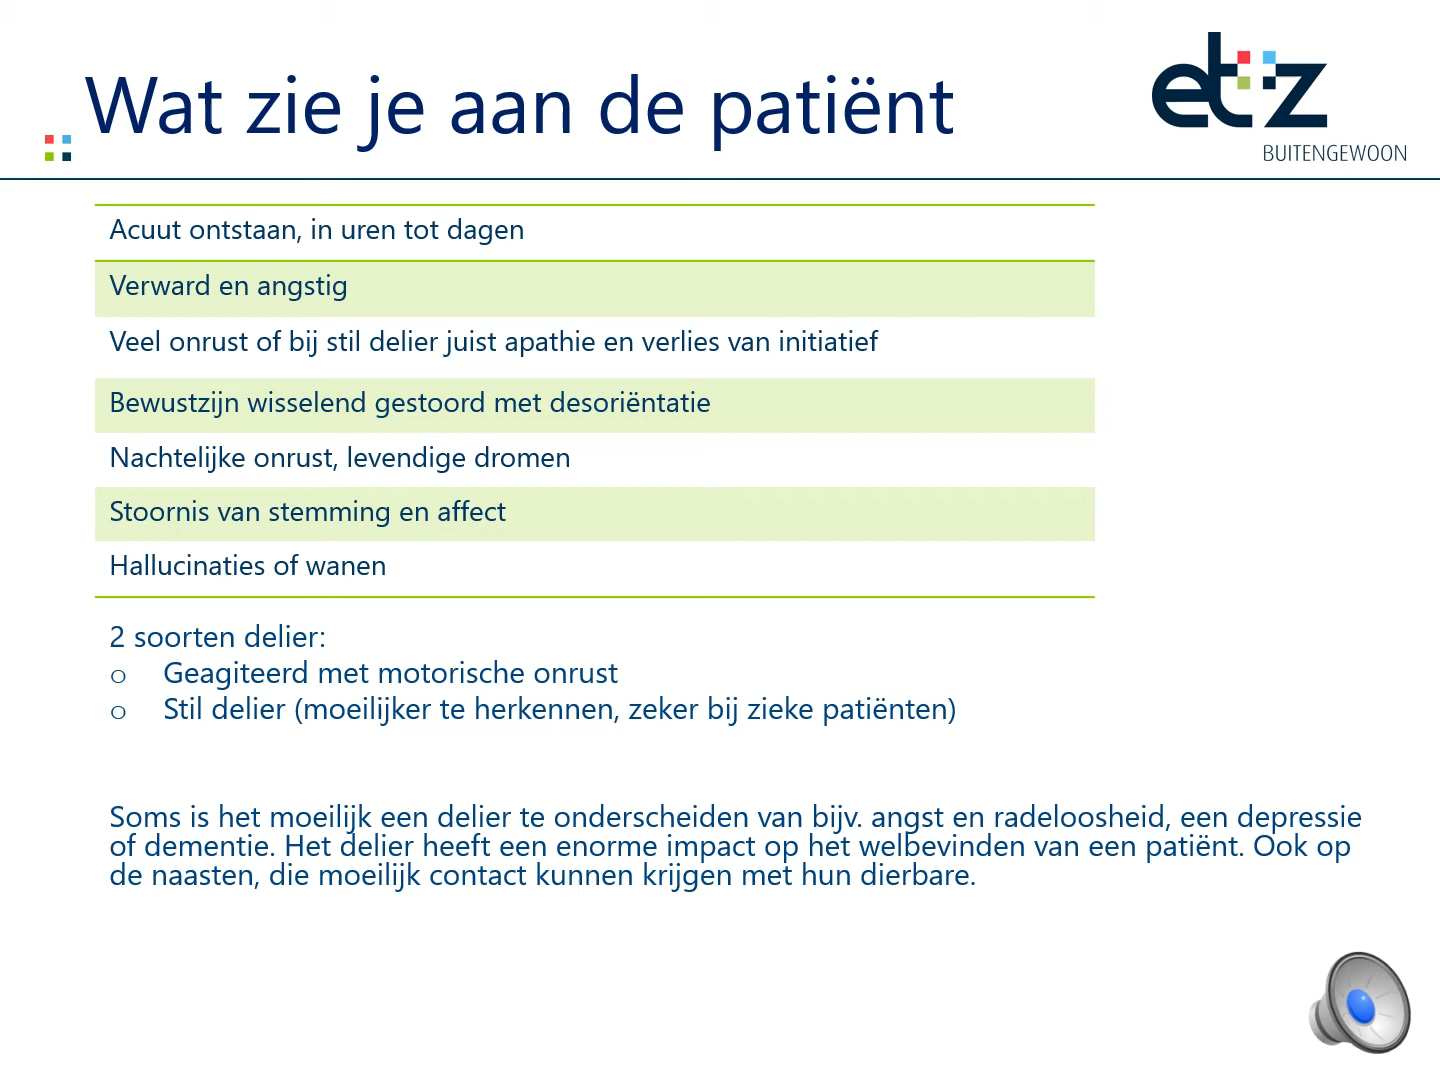 Wat zie je aan de patiënt
etz
BUITENGEWOON
Acuut ontstaan, in uren tot dagen
Verward en angstig
Veel onrust of bij stil delier juist apathie en verlies van initiatief
Bewustzijn wisselend gestoord met desoriëntatie
Nachtelijke onrust, levendige dromen
Stoornis van stemming en affect
Hallucinaties of wanen
2 soorten delier:
o Geagiteerd met motorische onrust
o Stil delier (moeilijker te herkennen, zeker bij zieke patiënten)
Soms is het moeilijk een delier te onderscheiden van bijv. angst en radeloosheid, een depressie
of dementie. Het delier heeft een enorme impact op het welbevinden van een patiënt. Ook op
de naasten, die moeilijk contact kunnen krijgen met hun dierbare.